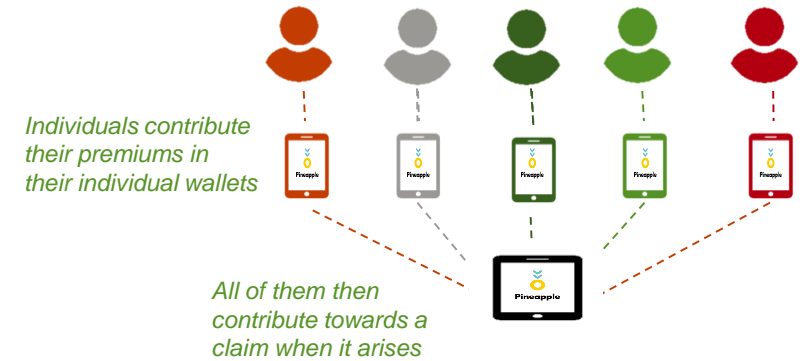 Individuals contribute
their premiums in
their individual wallets
Pineapple
Pineapple
Pineapple
Pineapple
Pineapple
Pineapple
All of them then
contribute towards a
claim when it arises